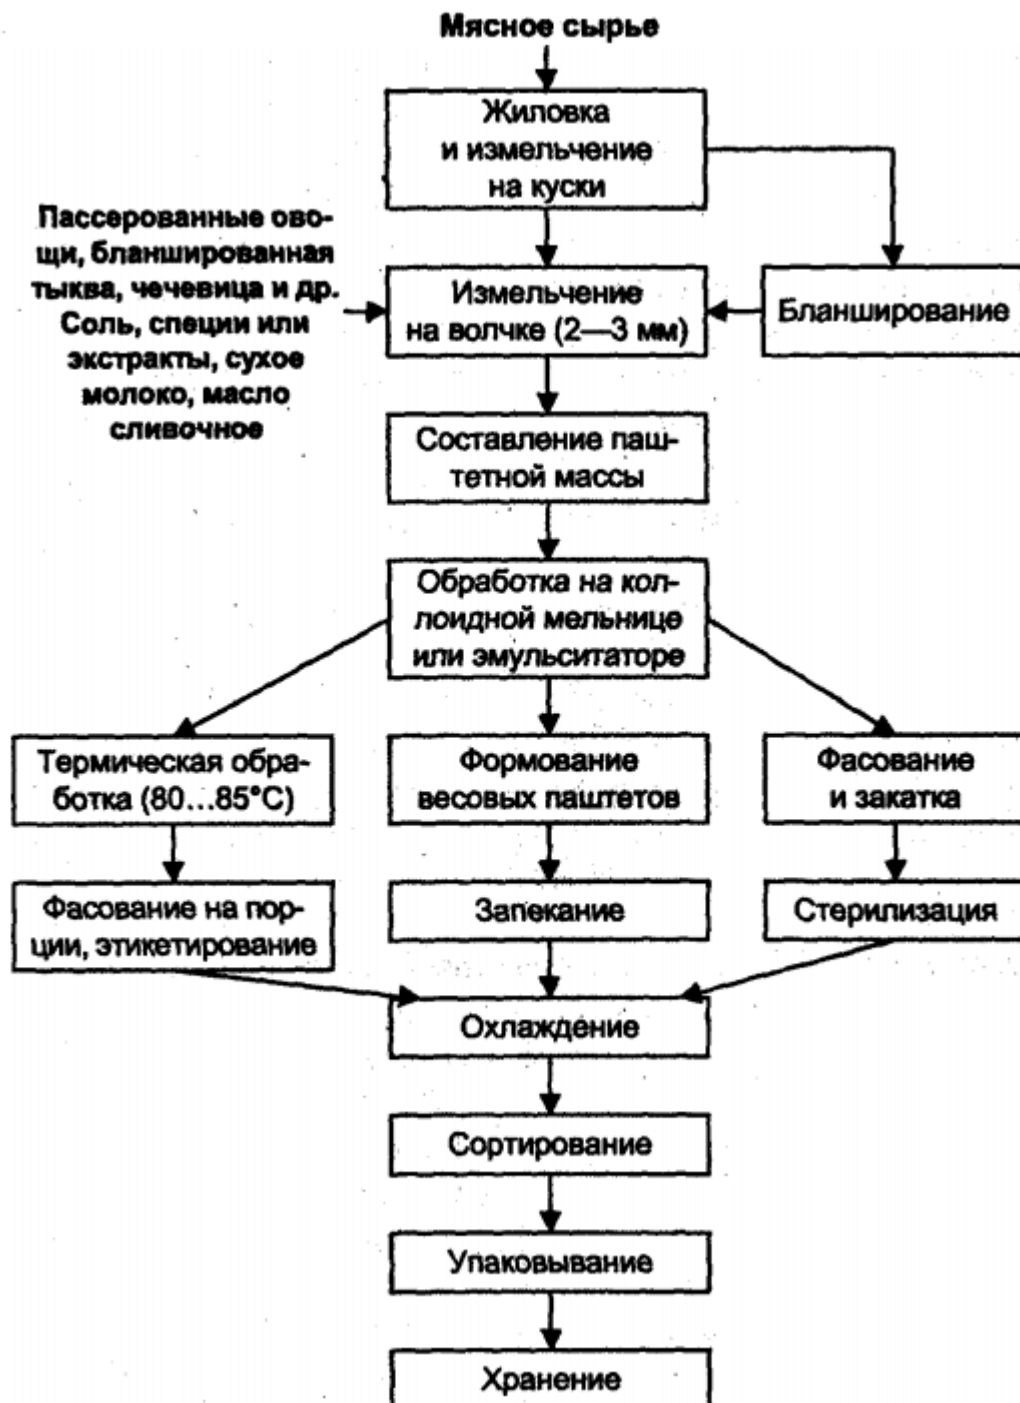 Мясное сырье
Жиловка
и измельчение
на куски
Пассерованные ово-
щи, бланшированная
тыква, чечевица и др.
Соль, специи или
экстракты, сухое
молоко, масло
сливочное
Измельчение
на волчке (2—3 мм)
Бланширование
Составление паш-
тетной массы
Обработка на кол-
лоидной мельнице
или эмульситаторе
Термическая обра-
ботка (80...85°С)
Формование
весовых паштетов
Фасование
и закатка
Фасование на пор-
ции, этикетирование
Запекание
Стерилизация
Охлаждение
Сортирование
Упаковывание
Хранение